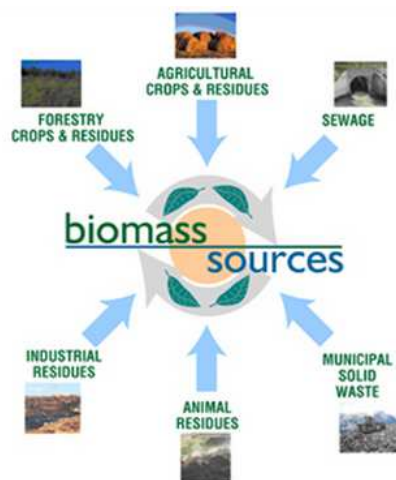 AGRICULTURAL
CROPS & RESIDUES
FORESTRY
CROPS & RESIDUES
SEWAGE
biomass
sources
INDUSTRIAL
RESIDUES
MUNICIPAL
SOLID
WASTE
ANIMAL
RESIDUES